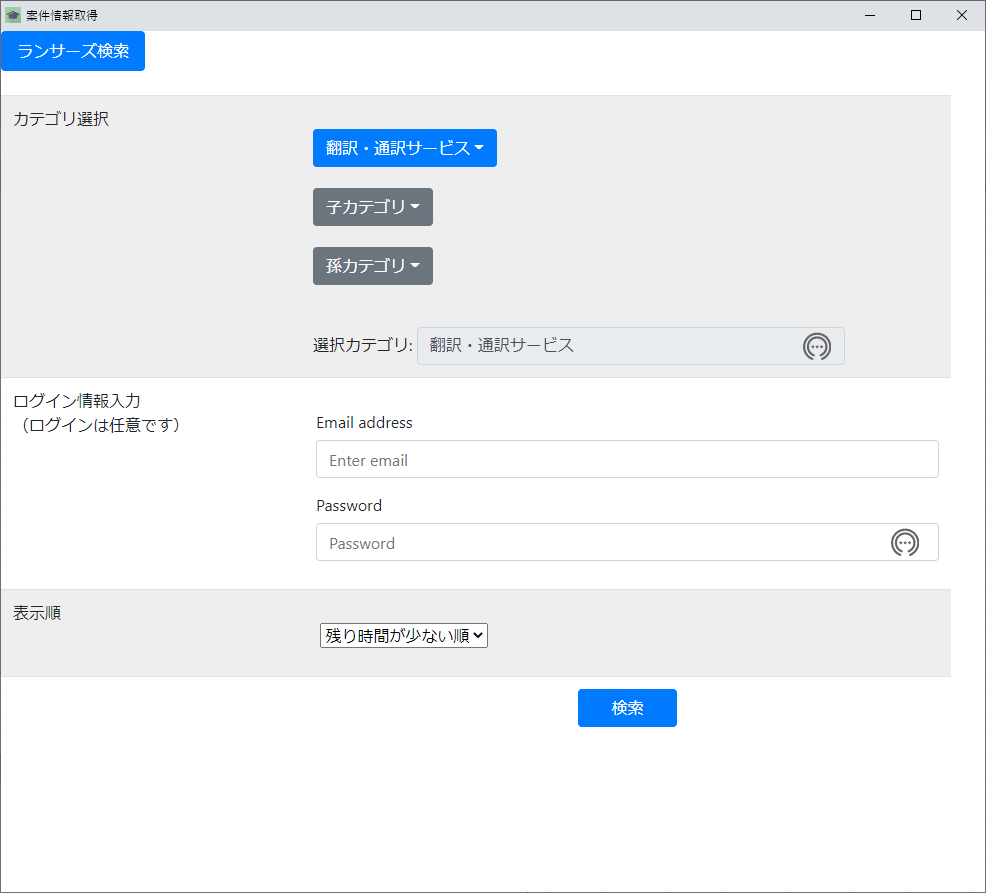 案件情報取得
ランサーズ検索
カテゴリ選択
翻訳・通訳サービス
子カテゴリ
孫カテゴリ
選択カテゴリ: 翻訳・通訳サービス
ログイン情報入力
（ログインは任意です）
Email address
Enter email
Password
Password
表示順
残り時間が少ない順
検索